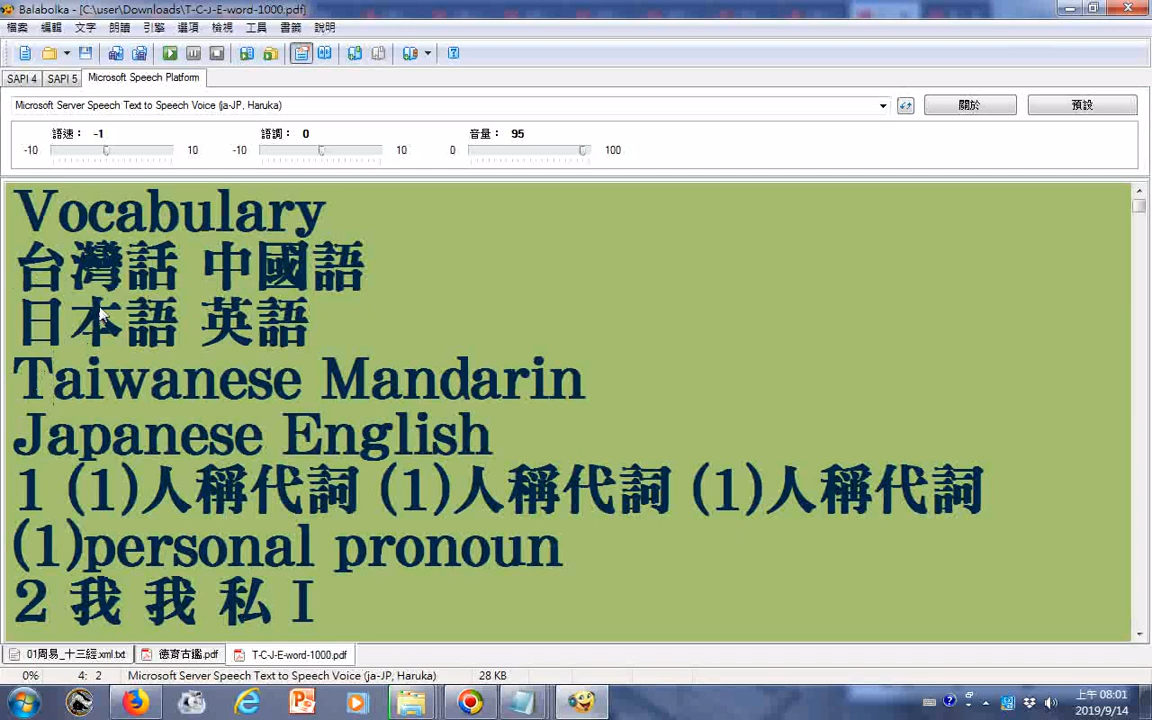 Balabolka - [C:\user\Downloads\T-C-J-E-word-1000.pdf]
檔案 編輯 文字 朗讀 引擎 選項 檢視 工具 書籤 說明
SAPI 4 SAPI 5 Microsoft Speech Platform
Microsoft Server Speech Text to Speech Voice (ja-JP, Haruka) 關於 預設
語速： -1 語調： 0 音量： 95
-10 10 -10 10 0 100
Vocabulary
台灣話 中國語
日本語 英語
Taiwanese Mandarin
Japanese English
1 (1)人稱代詞 (1)人稱代詞 (1)人稱代詞
(1)personal pronoun
2 我 我 私 I
01周易_十三經.xml.txt 德育古鑑.pdf T-C-J-E-word-1000.pdf
0% 4: 2 Microsoft Server Speech Text to Speech Voice (ja-JP, Haruka) 28 KB
上午 08:01
2019/9/14